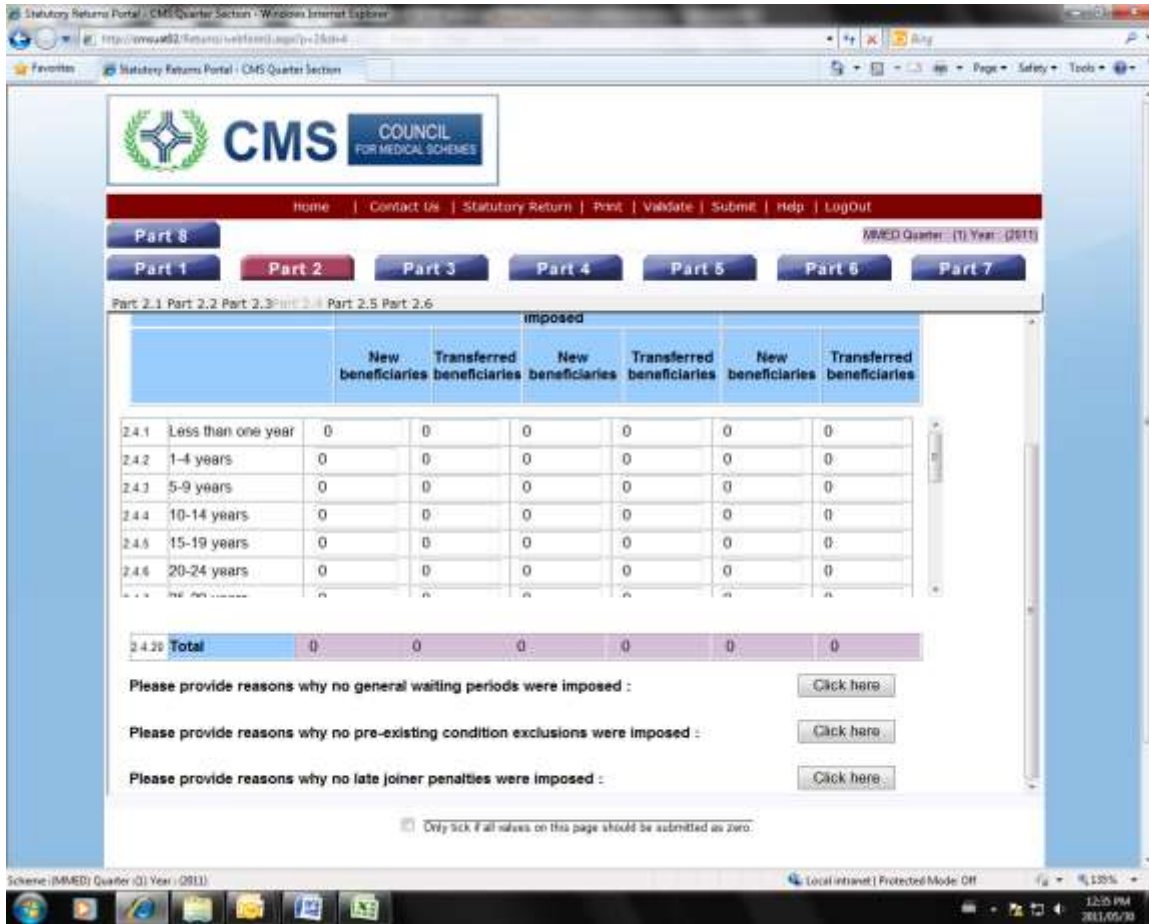 Statutory Returns Portal - CMS Quarter Section - Windows Internet Explorer
Bing
Favorites
Statutory Returns Portal - CMS Quarter Section
Page
Safety
Tools
CMS
COUNCIL
FOR MEDICAL SCHEMES
Home | Contact Us | Statutory Return | Print | Validate | Submit | Help | LogOut
Part 8
MMED Quarter : (1) Year : (2011)
Part 1 Part 2 Part 3 Part 4 Part 5 Part 6 Part 7
Part 2.1 Part 2.2 Part 2.3 Part 2.4 Part 2.5 Part 2.6
imposed
New beneficiaries Transferred beneficiaries New beneficiaries Transferred beneficiaries New beneficiaries Transferred beneficiaries
2.4.1 Less than one year 0 0 0 0 0 0
2.4.2 1-4 years 0 0 0 0 0 0
2.4.3 5-9 years 0 0 0 0 0 0
2.4.4 10-14 years 0 0 0 0 0 0
2.4.5 15-19 years 0 0 0 0 0 0
2.4.6 20-24 years 0 0 0 0 0 0
2.4.20 Total 0 0 0 0 0 0
Please provide reasons why no general waiting periods were imposed : Click here
Please provide reasons why no pre-existing condition exclusions were imposed : Click here
Please provide reasons why no late joiner penalties were imposed : Click here
Only tick if all values on this page should be submitted as zero.
Scheme : (MMED) Quarter :(1) Year : (2011)
Local intranet | Protected Mode: Off
135%
12:35 PM
2011/05/30